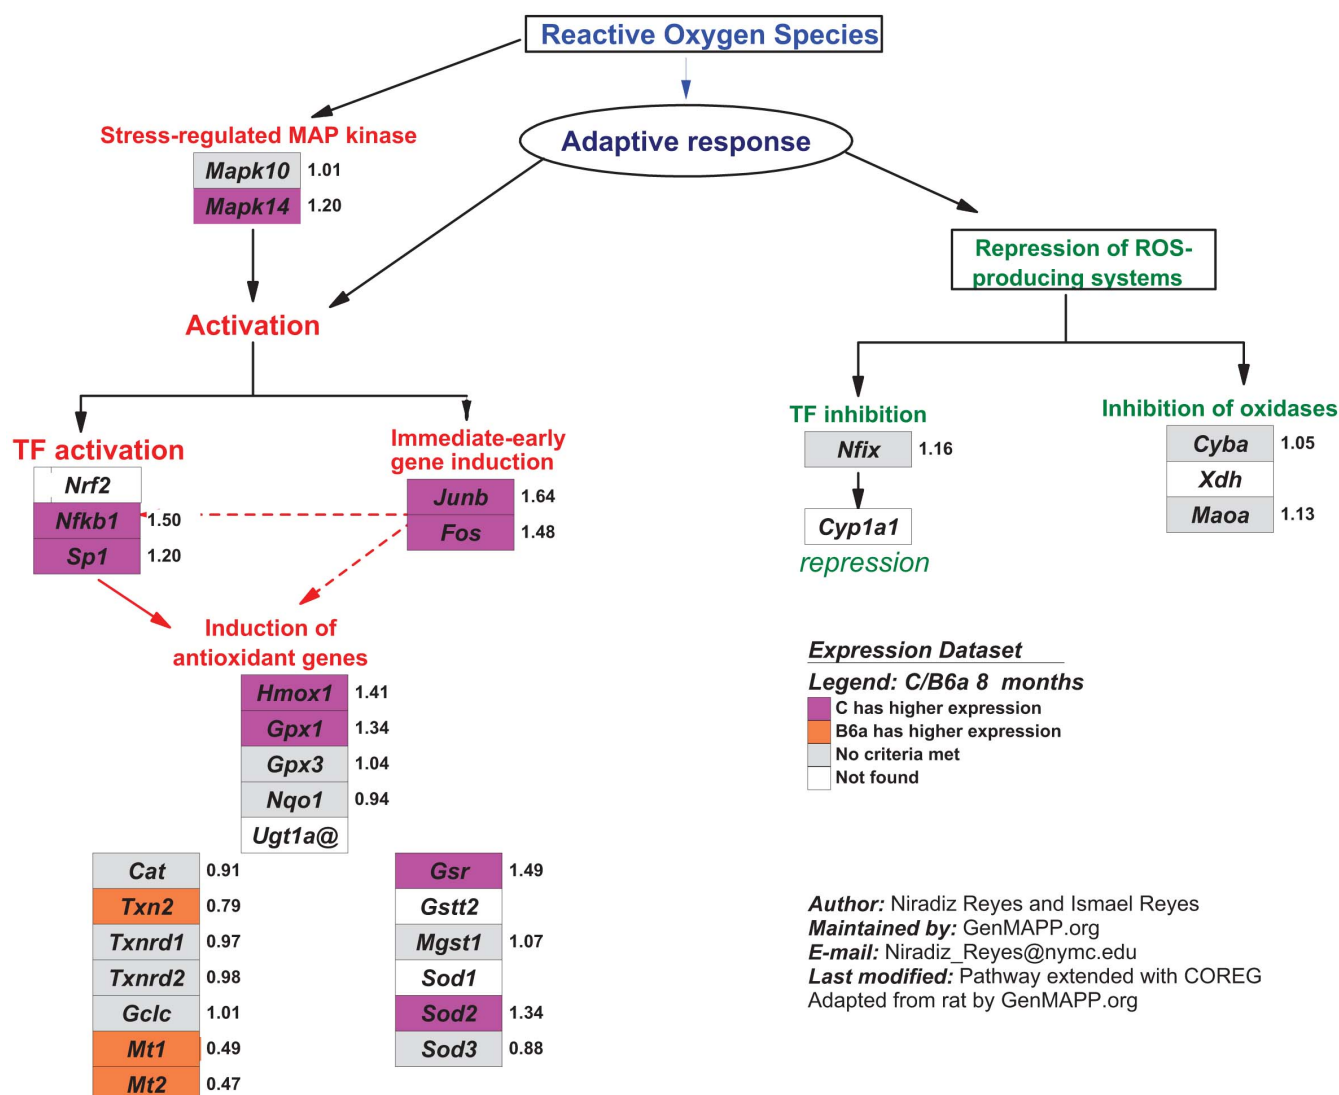 Reactive Oxygen Species
Adaptive response
Stress-regulated MAP kinase
Mapk10 1.01
Mapk14 1.20
Activation
TF activation
Nrf2
Nfkb1 1.50
Sp1 1.20
Immediate-early
gene induction
Junb 1.64
Fos 1.48
Induction of
antioxidant genes
Hmox1 1.41
Gpx1 1.34
Gpx3 1.04
Nqo1 0.94
Ugt1a@
Cat 0.91
Txn2 0.79
Txnrd1 0.97
Txnrd2 0.98
Gclc 1.01
Mt1 0.49
Mt2 0.47
Gsr 1.49
Gstt2
Mgst1 1.07
Sod1
Sod2 1.34
Sod3 0.88
Repression of ROS-
producing systems
TF inhibition
Nfix 1.16
Cyp1a1
repression
Inhibition of oxidases
Cyba 1.05
Xdh
Maoa 1.13
Expression Dataset
Legend: C/B6a 8 months
C has higher expression
B6a has higher expression
No criteria met
Not found
Author: Niradiz Reyes and Ismael Reyes
Maintained by: GenMAPP.org
E-mail: Niradiz_Reyes@nymc.edu
Last modified: Pathway extended with COREG
Adapted from rat by GenMAPP.org